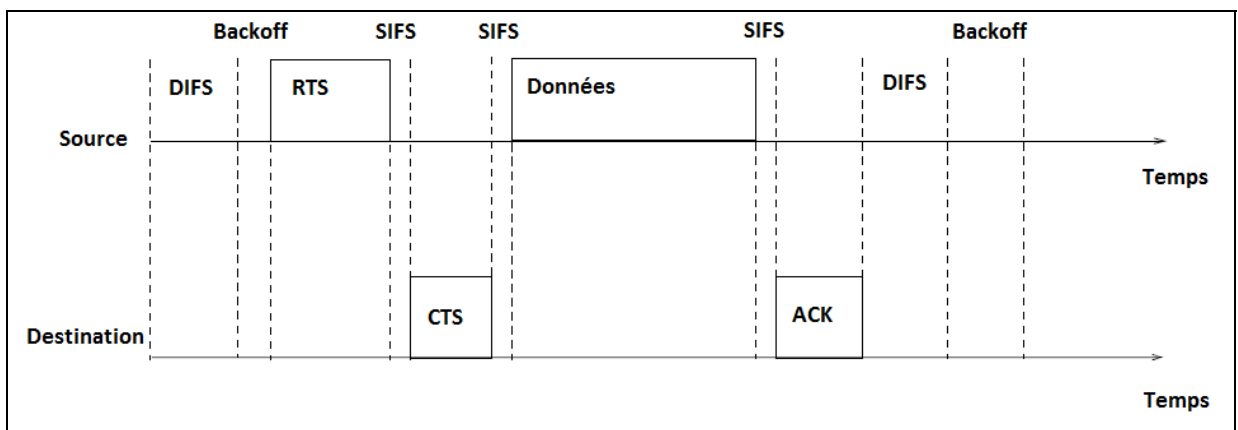 Backoff SIFS SIFS SIFS Backoff
DIFS RTS Données DIFS
Source
Temps
CTS ACK
Destination
Temps